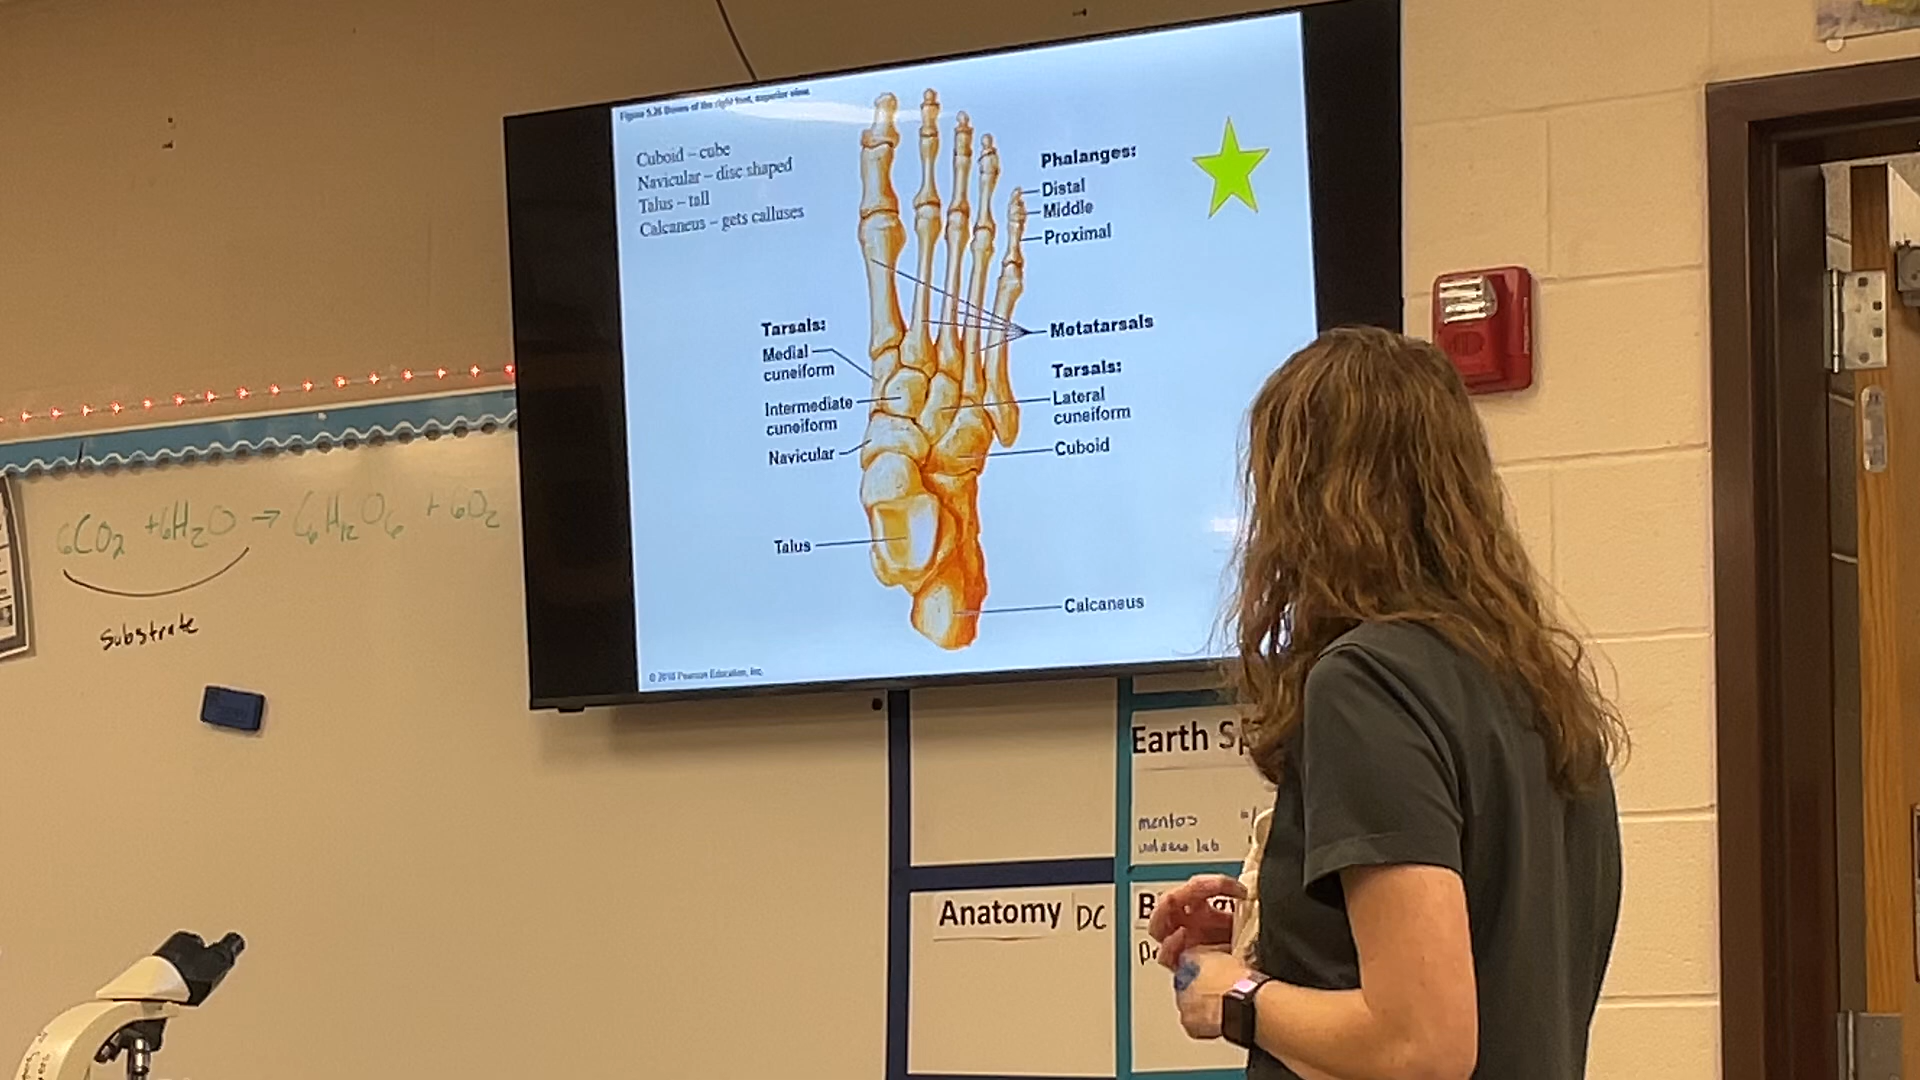 Figure 5.26 Bones of the right foot, superior view.
Cuboid – cube
Navicular – disc shaped
Talus – tall
Calcaneus – gets calluses
Phalanges:
Distal
Middle
Proximal
Metatarsals
Tarsals:
Medial
cuneiform
Intermediate
cuneiform
Navicular
Talus
Tarsals:
Lateral
cuneiform
Cuboid
Calcaneus
© 2018 Pearson Education, Inc.
6CO₂ + 6H₂O → C₆H₁₂O₆ + 6O₂
Substrate
Earth
mentos
volume lab
Anatomy DC